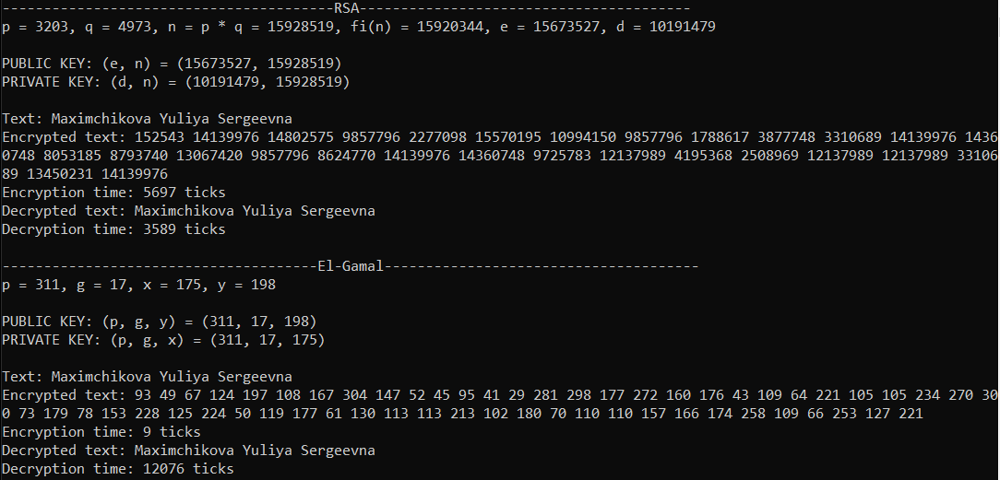 ----------------------------------------RSA----------------------------------------
p = 3203, q = 4973, n = p * q = 15928519, fi(n) = 15920344, e = 15673527, d = 10191479
PUBLIC KEY: (e, n) = (15673527, 15928519)
PRIVATE KEY: (d, n) = (10191479, 15928519)
Text: Maximchikova Yuliya Sergeevna
Encrypted text: 152543 14139976 14802575 9857796 2277098 15570195 10994150 9857796 1788617 3877748 3310689 14139976 1436
0748 8053185 8793740 13067420 9857796 8624770 14139976 14360748 9725783 12137989 4195368 2508969 12137989 12137989 33106
89 13450231 14139976
Encryption time: 5697 ticks
Decrypted text: Maximchikova Yuliya Sergeevna
Decryption time: 3589 ticks
--------------------------------------El-Gamal--------------------------------------
p = 311, g = 17, x = 175, y = 198
PUBLIC KEY: (p, g, y) = (311, 17, 198)
PRIVATE KEY: (p, g, x) = (311, 17, 175)
Text: Maximchikova Yuliya Sergeevna
Encrypted text: 93 49 67 124 197 108 167 304 147 52 45 95 41 29 281 298 177 272 160 176 43 109 64 221 105 105 234 270 30
0 73 179 78 153 228 125 224 50 119 177 61 130 113 113 213 102 180 70 110 110 157 166 174 258 109 66 253 127 221
Encryption time: 9 ticks
Decrypted text: Maximchikova Yuliya Sergeevna
Decryption time: 12076 ticks